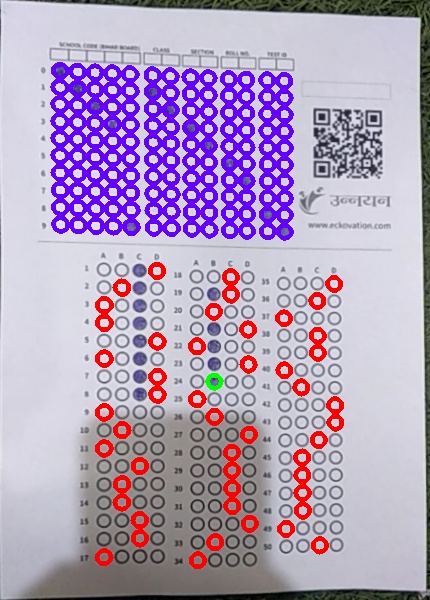 SCHOOL CODE (BIHAR BOARD) CLASS SECTION ROLL NO. TEST ID
0
1
2
3
4
5
6
7
8
9
उन्नयन
www.eckovation.com
A B C D A B C D A B C D
1 18 35
2 19 36
3 20 37
4 21 38
5 22 39
6 23 40
7 24 41
8 25 42
9 26 43
10 27 44
11 28 45
12 29 46
13 30 47
14 31 48
15 32 49
16 33 50
17 34